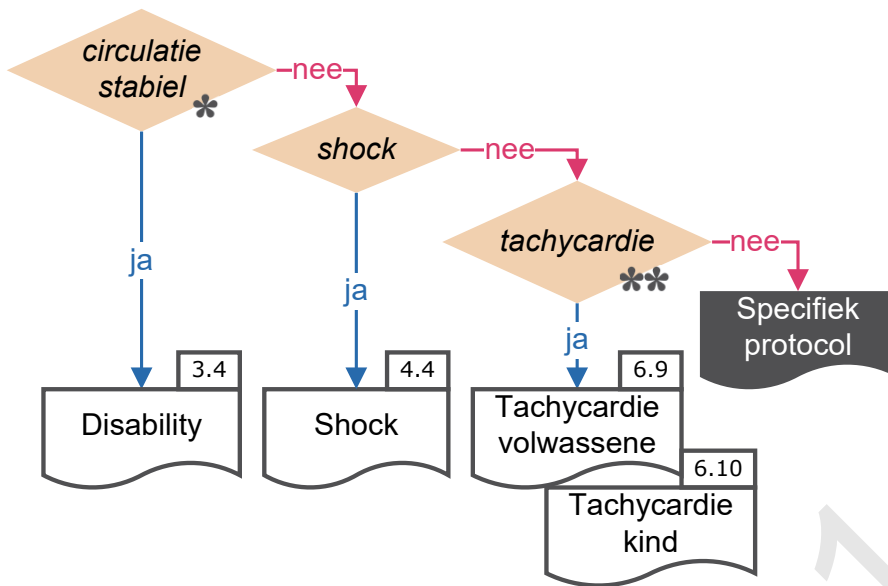 circulatie
stabiel *
nee
shock
nee
tachycardie
**
nee
ja
ja
ja
Specifiek
protocol
3.4
Disability
4.4
Shock
6.9
Tachycardie
volwassene
6.10
Tachycardie
kind